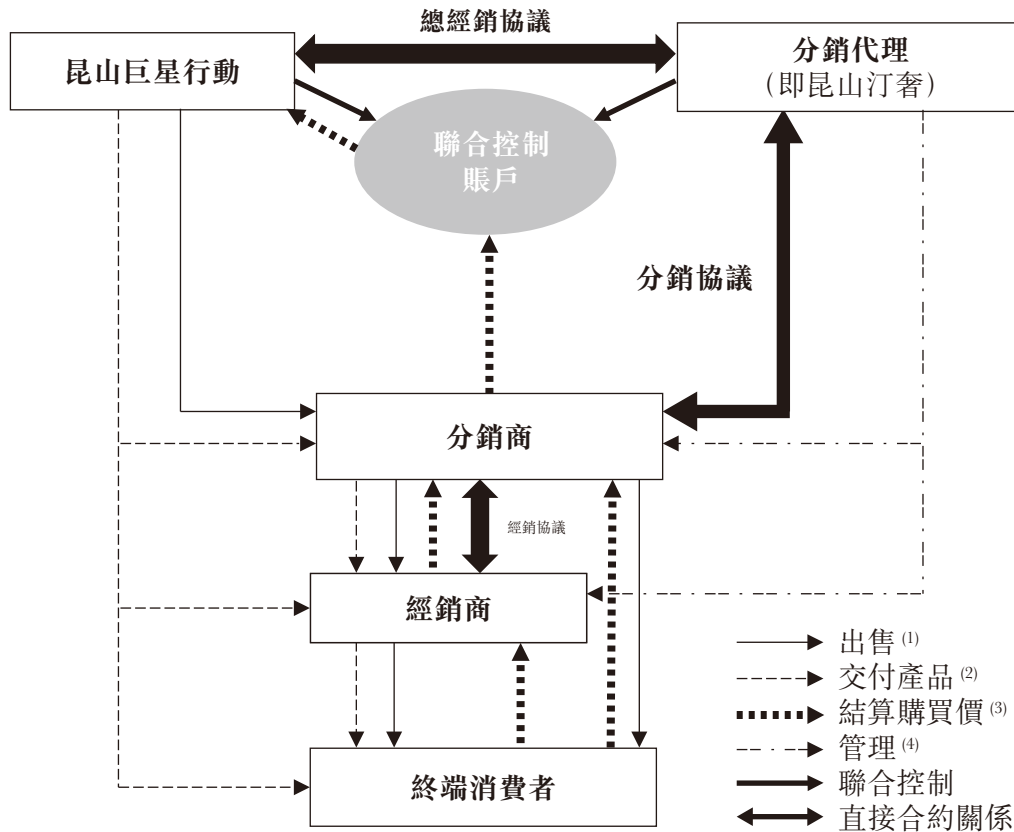 總經銷協議
昆山巨星行動
分銷代理
(即昆山汀奢)
聯合控制
賬戶
分銷協議
分銷商
經銷協議
經銷商
終端消費者
出售 (1)
交付產品 (2)
結算購買價 (3)
管理 (4)
聯合控制
直接合約關係